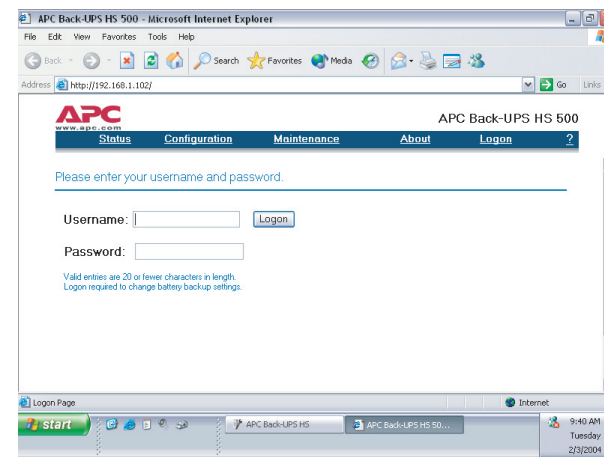 APC Back-UPS HS 500 - Microsoft Internet Explorer
File Edit View Favorites Tools Help
Back Search Favorites Media
Address http://192.168.1.102/ Go Links
APC
www.apc.com
APC Back-UPS HS 500
Status Configuration Maintenance About Logon ?
Please enter your username and password.
Username: Logon
Password:
Valid entries are 20 or fewer characters in length.
Logon required to change battery backup settings.
Logon Page Internet
start APC Back-UPS HS APC Back-UPS HS 50... 9:40 AM
Tuesday
2/3/2004